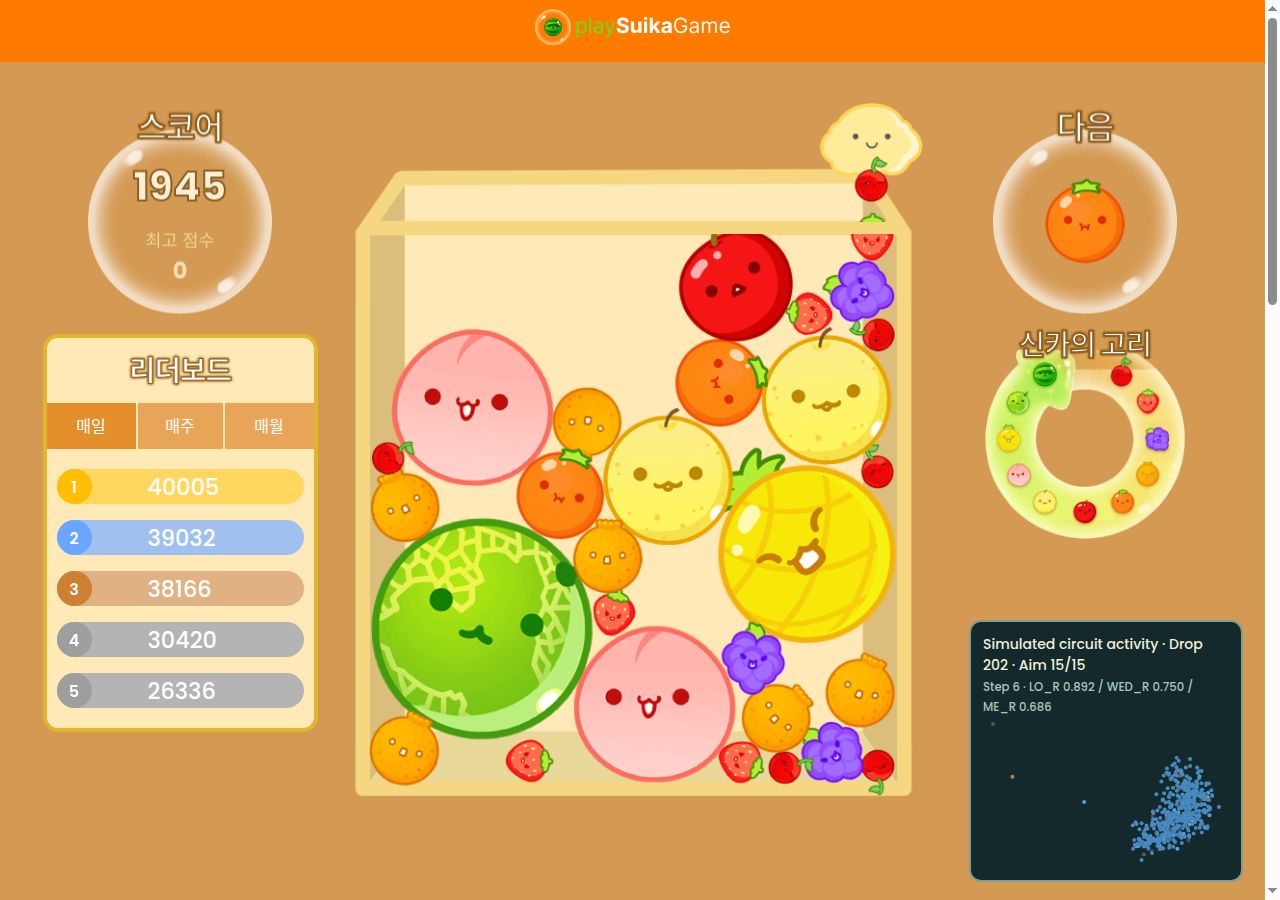 playSuikaGame
스코어
1945
최고 점수
0
다음
리더보드
매일
매주
매월
1
40005
2
39032
3
38166
4
30420
5
26336
신카의 고리
Simulated circuit activity · Drop
202 · Aim 15/15
Step 6 · LO_R 0.892 / WED_R 0.750 /
ME_R 0.686